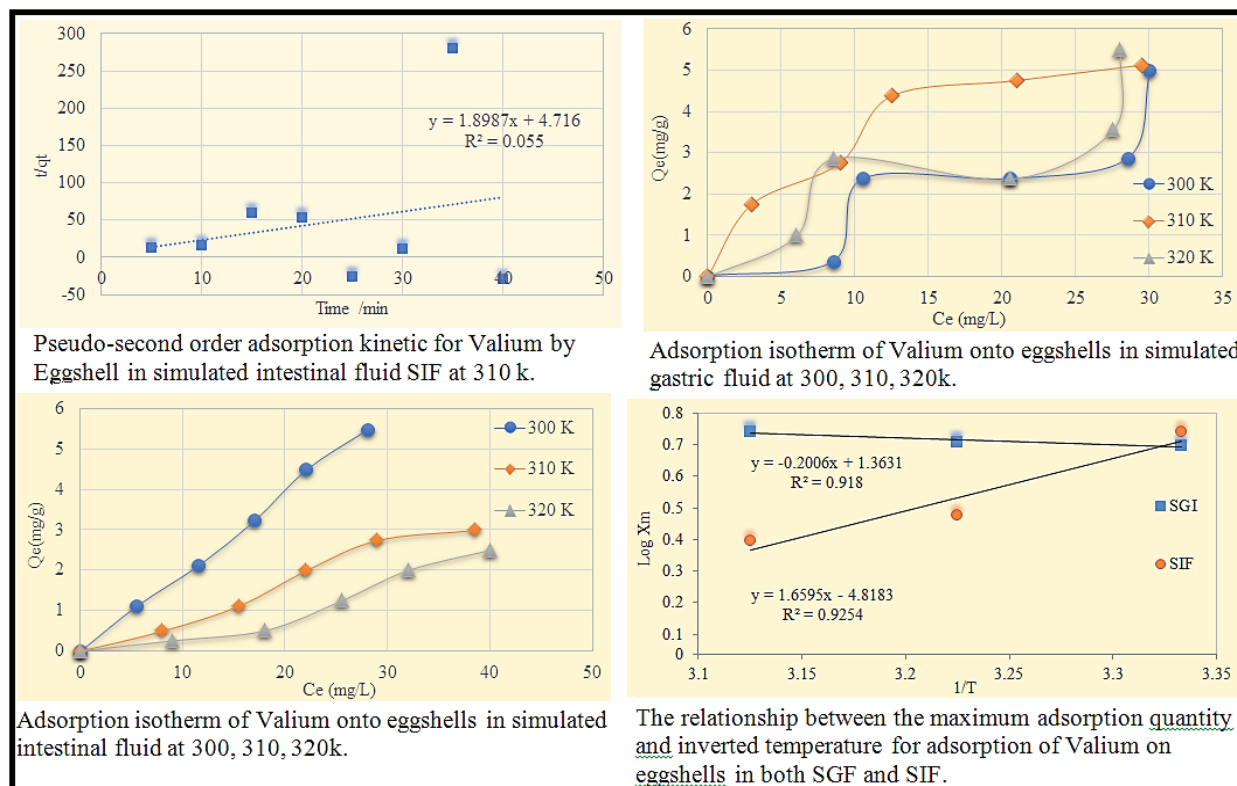 300
250
200
150
100
50
0
-50
0 10 20 30 40 50
t/qt
Time /min
y = 1.8987x + 4.716
R² = 0.055
Pseudo-second order adsorption kinetic for Valium by
Eggshell in simulated intestinal fluid SIF at 310 k.
6
5
4
3
2
1
0
0 5 10 15 20 25 30 35
Qe(mg/g)
Ce (mg/L)
300 K
310 K
320 K
Adsorption isotherm of Valium onto eggshells in simulated
gastric fluid at 300, 310, 320k.
6
5
4
3
2
1
0
0 10 20 30 40 50
Qe(mg/g)
Ce (mg/L)
300 K
310 K
320 K
Adsorption isotherm of Valium onto eggshells in simulated
intestinal fluid at 300, 310, 320k.
0.8
0.7
0.6
0.5
0.4
0.3
0.2
0.1
0
3.1 3.15 3.2 3.25 3.3 3.35
Log Xm
1/T
y = -0.2006x + 1.3631
R² = 0.918
SGI
SIF
y = 1.6595x - 4.8183
R² = 0.9254
The relationship between the maximum adsorption quantity
and inverted temperature for adsorption of Valium on
eggshells in both SGF and SIF.